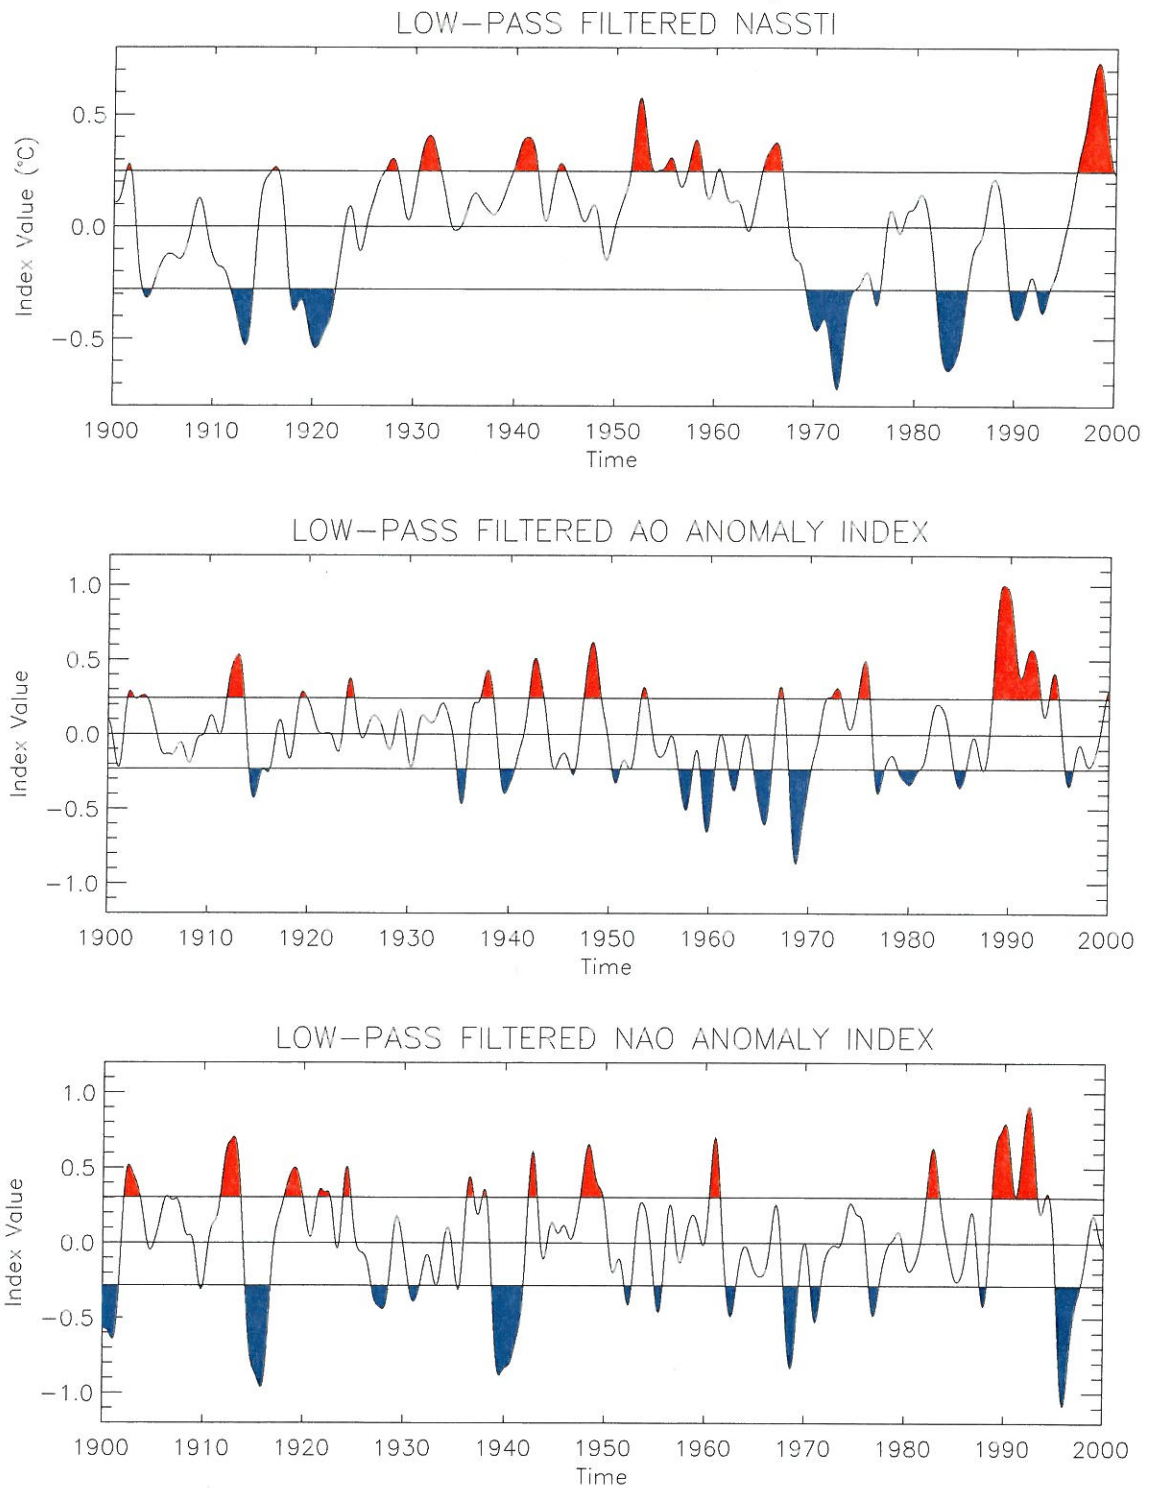 LOW-PASS FILTERED NASSTI
Index Value (°C)
0.5
0.0
-0.5
1900 1910 1920 1930 1940 1950 1960 1970 1980 1990 2000
Time
LOW-PASS FILTERED AO ANOMALY INDEX
Index Value
1.0
0.5
0.0
-0.5
-1.0
1900 1910 1920 1930 1940 1950 1960 1970 1980 1990 2000
Time
LOW-PASS FILTERED NAO ANOMALY INDEX
Index Value
1.0
0.5
0.0
-0.5
-1.0
1900 1910 1920 1930 1940 1950 1960 1970 1980 1990 2000
Time